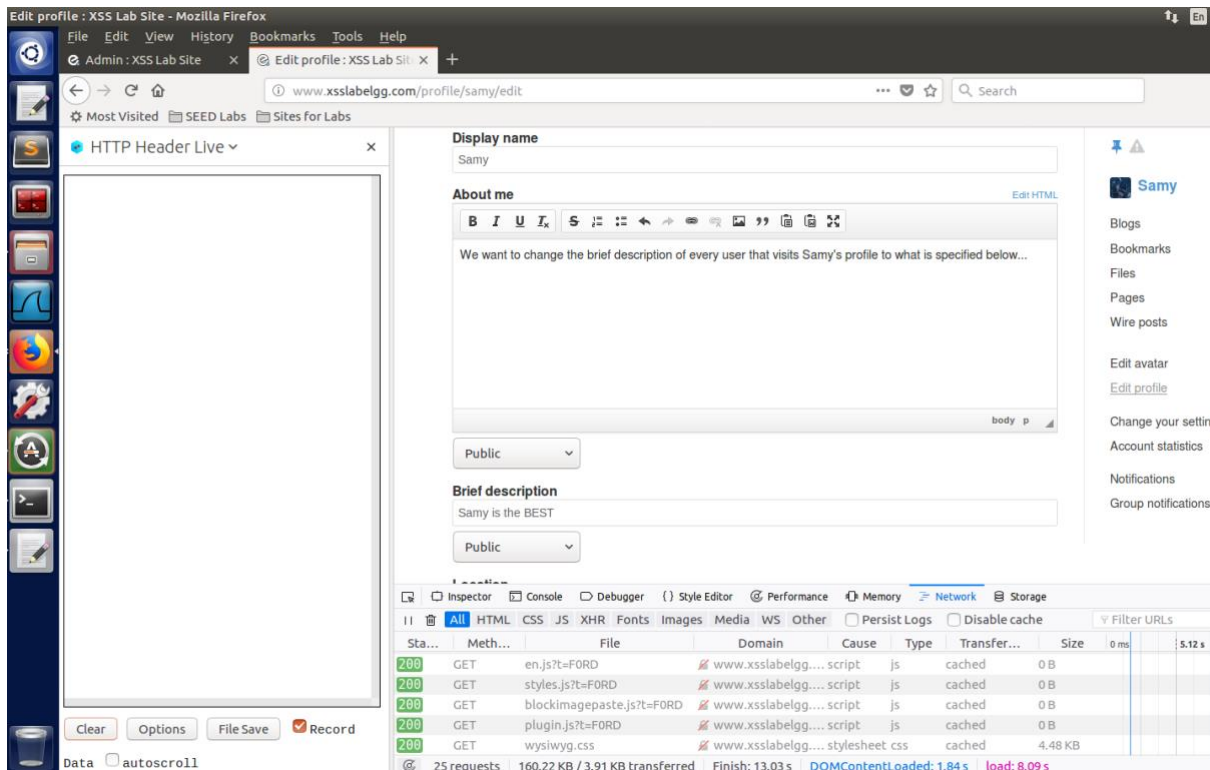 Edit profile : XSS Lab Site - Mozilla Firefox
En
File Edit View History Bookmarks Tools Help
Admin : XSS Lab Site
Edit profile : XSS Lab Sit
www.xsslabelgg.com/profile/samy/edit
Search
Most Visited SEED Labs Sites for Labs
HTTP Header Live
Display name
Samy
About me
Edit HTML
B I U Ix S
We want to change the brief description of every user that visits Samy's profile to what is specified below...
body p
Public
Brief description
Samy is the BEST
Public
Location
Samy
Blogs
Bookmarks
Files
Pages
Wire posts
Edit avatar
Edit profile
Change your settin
Account statistics
Notifications
Group notifications
Clear Options File Save Record
Data autoscroll
Inspector Console Debugger {} Style Editor Performance Memory Network Storage
All HTML CSS JS XHR Fonts Images Media WS Other Persist Logs Disable cache Filter URLs
Sta... Meth... File Domain Cause Type Transfer... Size 0 ms 5.12 s
200 GET en.js?t=F0RD www.xsslabelgg.... script js cached 0 B
200 GET styles.js?t=F0RD www.xsslabelgg.... script js cached 0 B
200 GET blockimagepaste.js?t=F0RD www.xsslabelgg.... script js cached 0 B
200 GET plugin.js?t=F0RD www.xsslabelgg.... script js cached 0 B
200 GET wysiwyg.css www.xsslabelgg.... stylesheet css cached 4.48 KB
25 requests 160.22 KB / 3.91 KB transferred Finish: 13.03 s DOMContentLoaded: 1.84 s load: 8.09 s